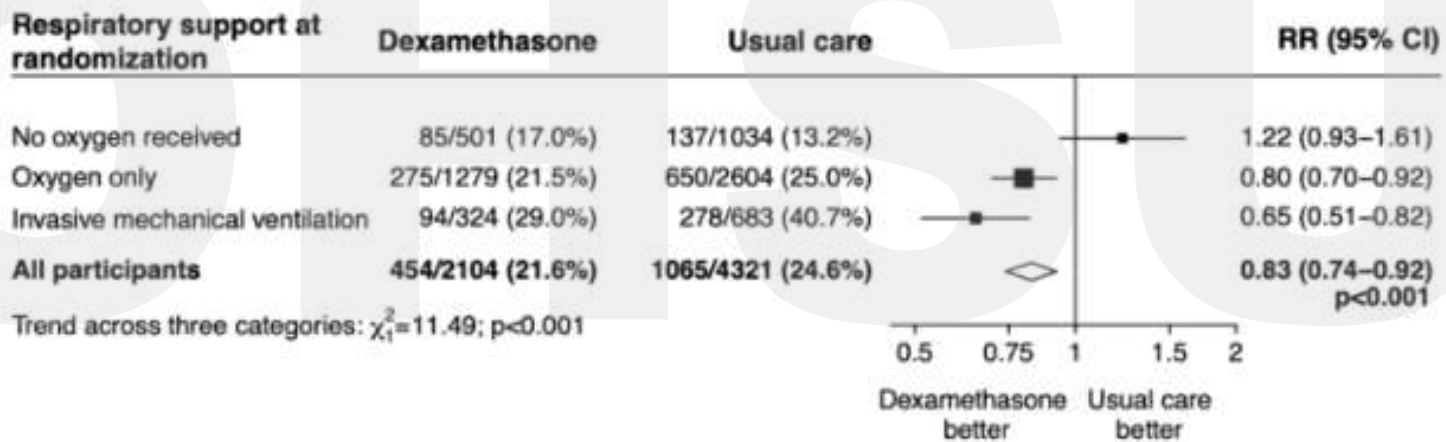 Respiratory support at randomization Dexamethasone Usual care RR (95% CI)
No oxygen received 85/501 (17.0%) 137/1034 (13.2%) 1.22 (0.93–1.61)
Oxygen only 275/1279 (21.5%) 650/2604 (25.0%) 0.80 (0.70–0.92)
Invasive mechanical ventilation 94/324 (29.0%) 278/683 (40.7%) 0.65 (0.51–0.82)
All participants 454/2104 (21.6%) 1065/4321 (24.6%) 0.83 (0.74–0.92)
p<0.001
Trend across three categories: χ²₁=11.49; p<0.001
0.5 0.75 1 1.5 2
Dexamethasone better Usual care better